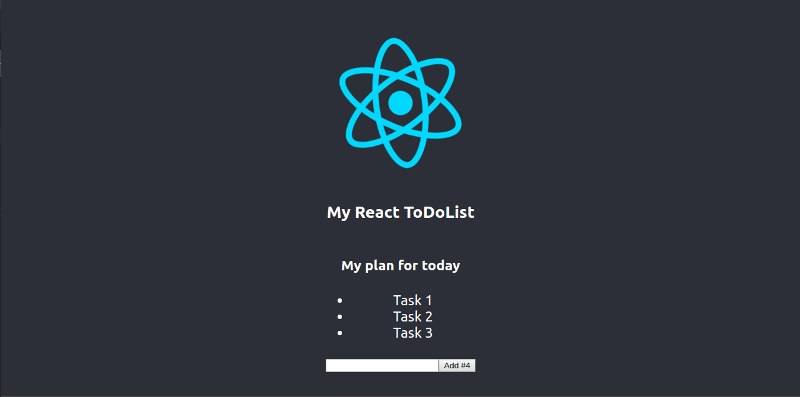 My React ToDoList
My plan for today
Task 1
Task 2
Task 3
Add #4